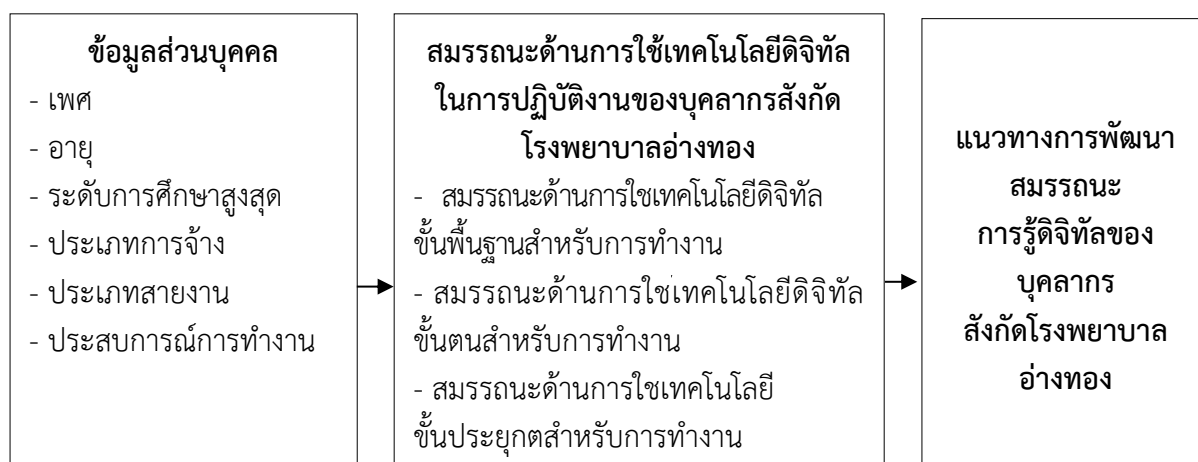 ข้อมูลส่วนบุคคล
- เพศ
- อายุ
- ระดับการศึกษาสูงสุด
- ประเภทการจ้าง
- ประเภทสายงาน
- ประสบการณ์การทำงาน
สมรรถนะด้านการใช้เทคโนโลยีดิจิทัล
ในการปฏิบัติงานของบุคลากรสังกัด
โรงพยาบาลอ่างทอง
- สมรรถนะด้านการใชเทคโนโลยีดิจิทัล
ขั้นพื้นฐานสำหรับการทำงาน
- สมรรถนะด้านการใช่เทคโนโลยีดิจิทัล
ขั้นตนสำหรับการทำงาน
- สมรรถนะด้านการใชเทคโนโลยี
ขั้นประยุกตสำหรับการทำงาน
แนวทางการพัฒนา
สมรรถนะ
การรู้ดิจิทัลของ
บุคลากร
สังกัดโรงพยาบาล
อ่างทอง